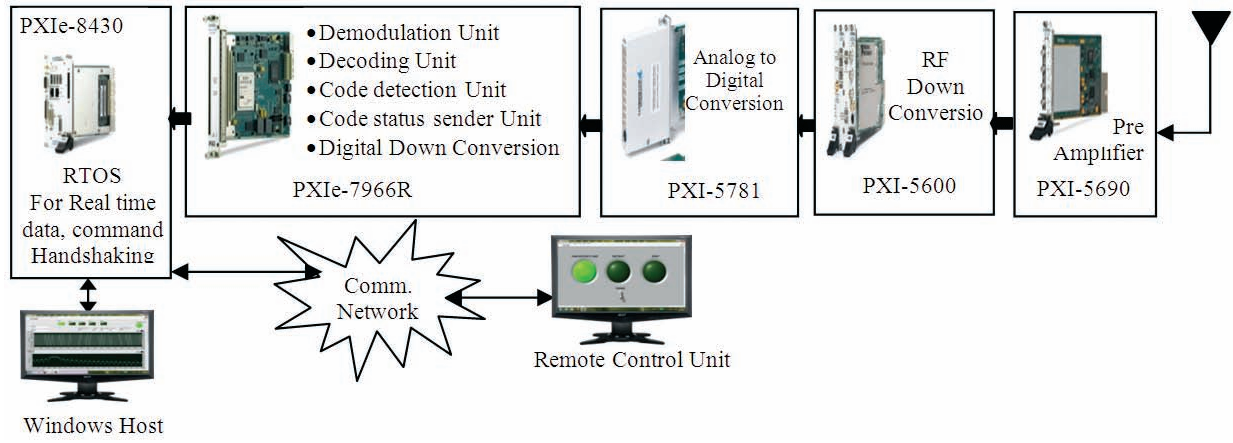 PXIe-8430
RTOS
For Real time
data, command
Handshaking
•Demodulation Unit
•Decoding Unit
•Code detection Unit
•Code status sender Unit
•Digital Down Conversion
PXIe-7966R
Analog to
Digital
Conversion
PXI-5781
RF
Down
Conversio
PXI-5600
Pre
Amplifier
PXI-5690
Comm.
Network
Remote Control Unit
Windows Host